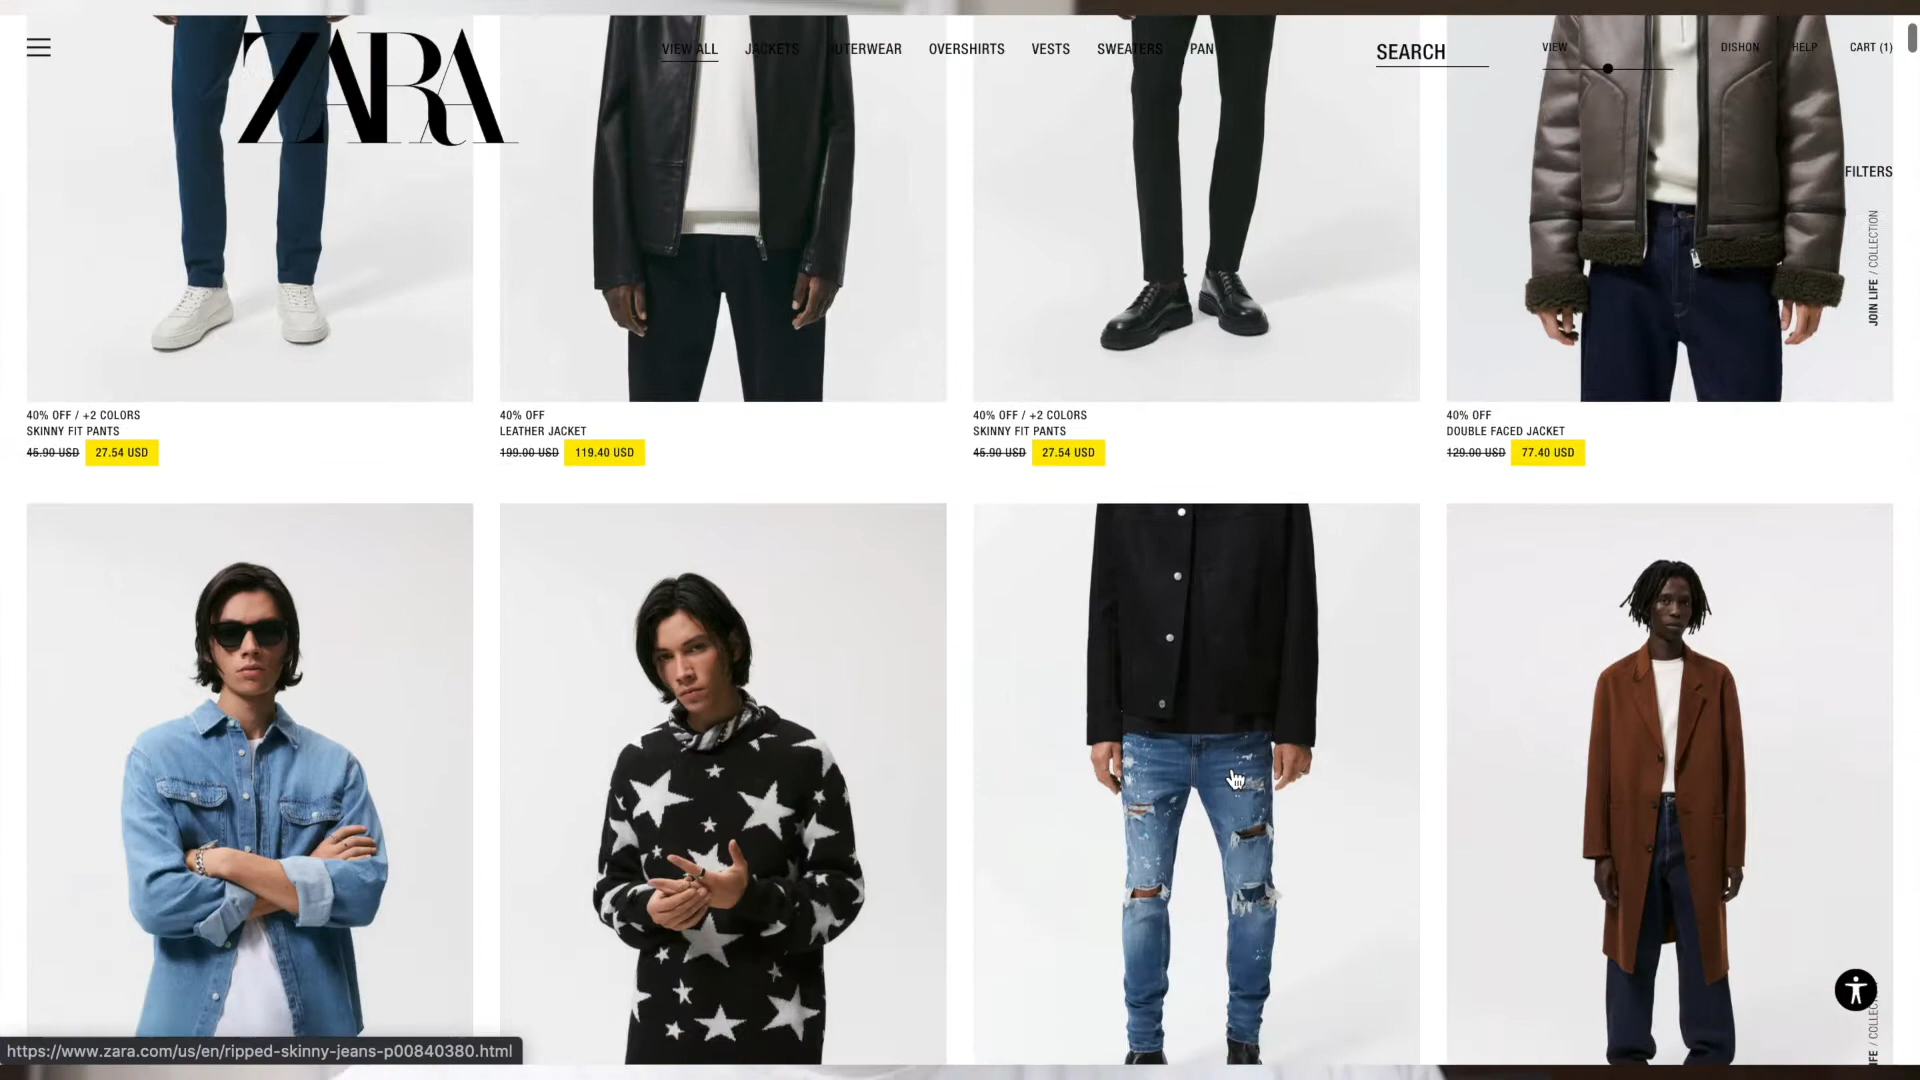 ZARA
VIEW ALL JACKETS OUTERWEAR OVERSHIRTS VESTS SWEATERS PAN
SEARCH
VIEW
DISHON
HELP
CART (1)
FILTERS
JOIN LIFE / COLLECTION
40% OFF / +2 COLORS
SKINNY FIT PANTS
45.90 USD 27.54 USD
40% OFF
LEATHER JACKET
199.00 USD 119.40 USD
40% OFF / +2 COLORS
SKINNY FIT PANTS
45.90 USD 27.54 USD
40% OFF
DOUBLE FACED JACKET
129.00 USD 77.40 USD
https://www.zara.com/us/en/ripped-skinny-jeans-p00840380.html